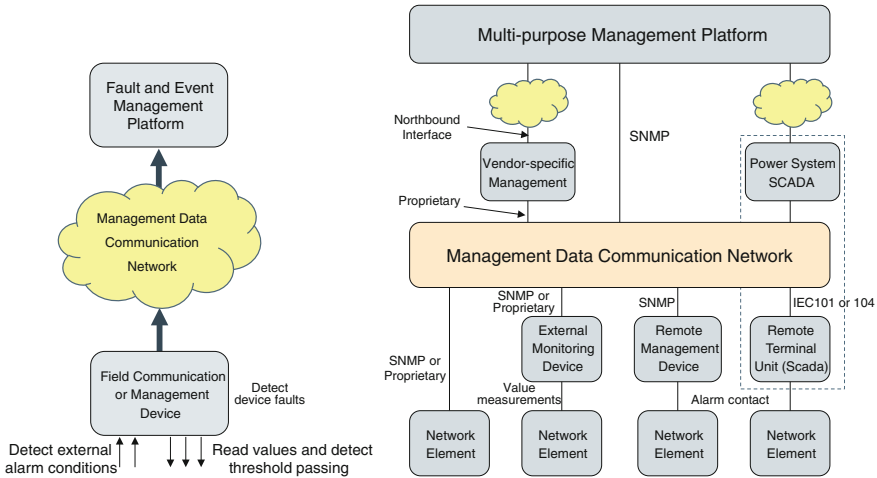 Fault and Event
Management
Platform
Management Data
Communication
Network
Field Communication
or Management
Device
Detect
device faults
Detect external
alarm conditions
Read values and detect
threshold passing
Multi-purpose Management Platform
Northbound
Interface
SNMP
Vendor-specific
Management
Power System
SCADA
Proprietary
Management Data Communication Network
SNMP or
Proprietary
SNMP
IEC101 or 104
External
Monitoring
Device
Remote
Management
Device
Remote
Terminal
Unit (Scada)
SNMP or
Proprietary
Value
measurements
Alarm contact
Network
Element
Network
Element
Network
Element
Network
Element